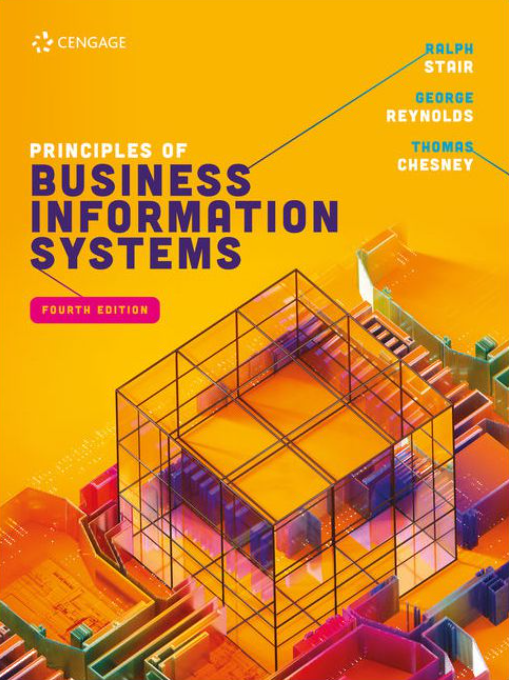 CENGAGE
RALPH
STAIR
GEORGE
REYNOLDS
THOMAS
CHESNEY
PRINCIPLES OF
BUSINESS
INFORMATION
SYSTEMS
FOURTH EDITION